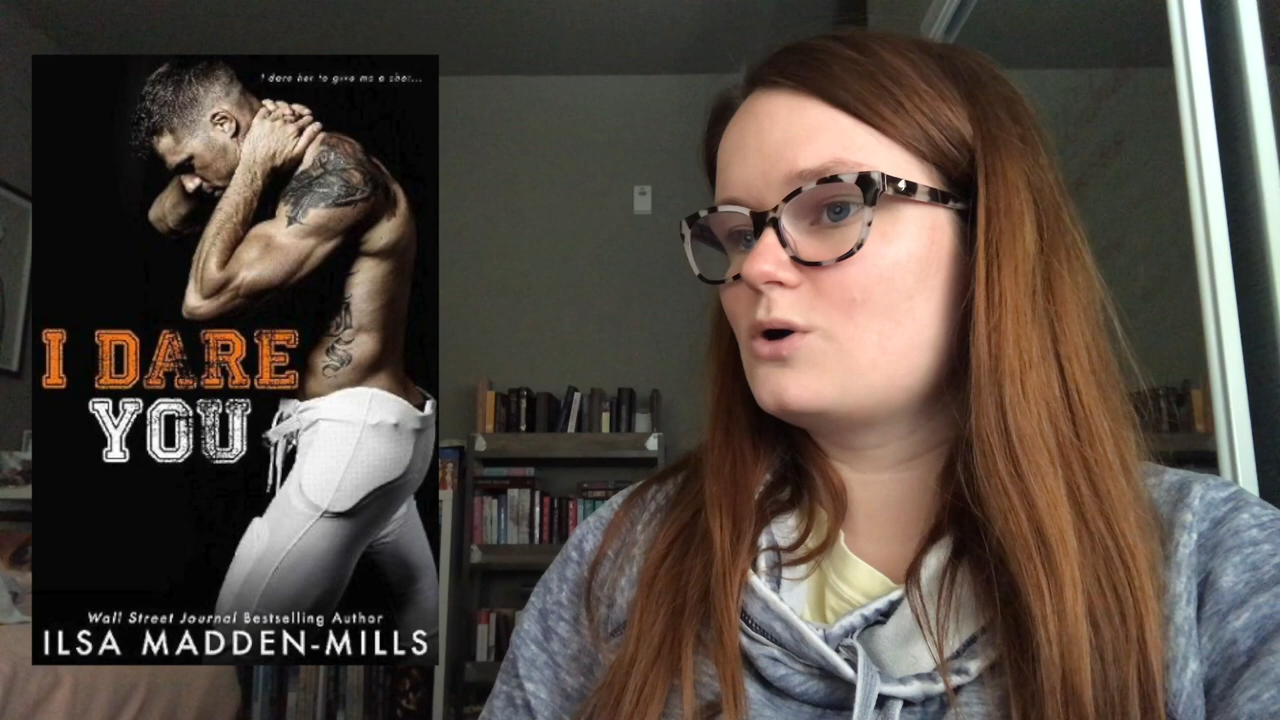 I dare her to give me a shot...
I DARE
YOU
Wall Street Journal Bestselling Author
ILSA MADDEN-MILLS